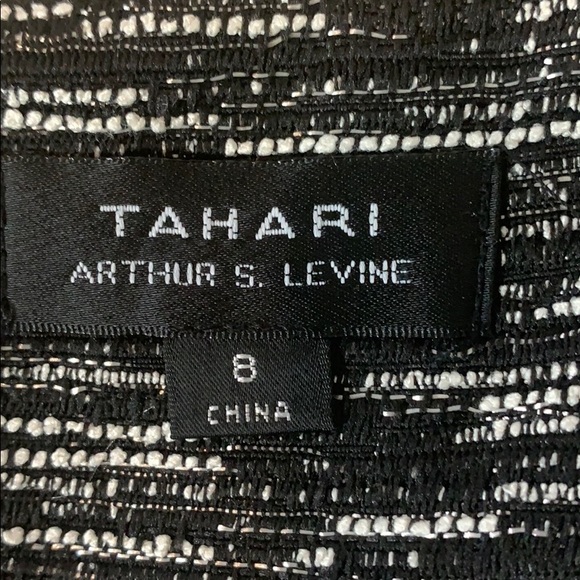 TAHARI
ARTHUR S. LEVINE
8
CHINA